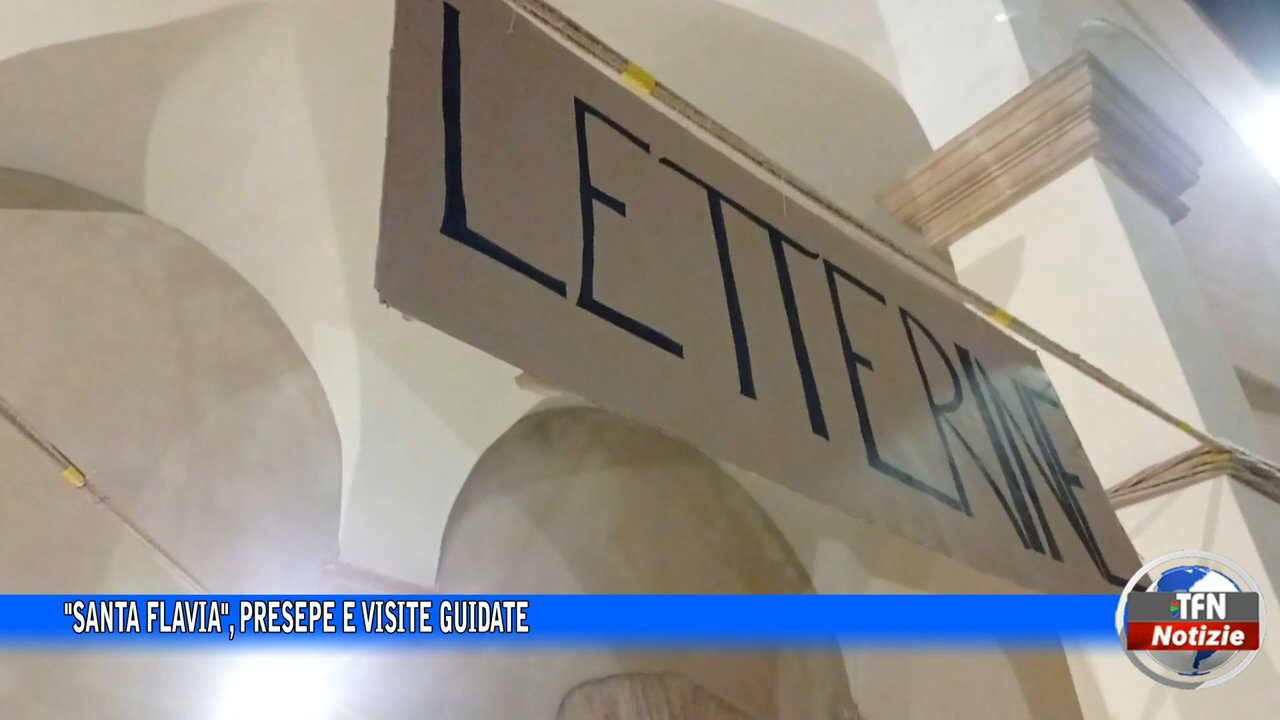 LETTERINE
"SANTA FLAVIA", PRESEPE E VISITE GUIDATE
TFN
Notizie